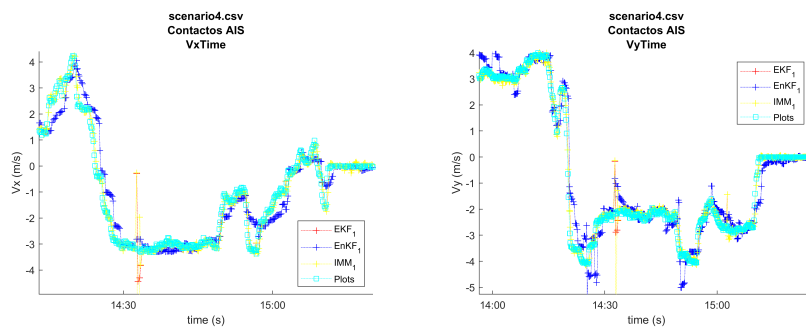 scenario4.csv
Contactos AIS
VxTime
4
3
2
1
0
-1
-2
-3
-4
Vx (m/s)
14:30
15:00
time (s)
EKF1
EnKF1
IMM1
Plots
scenario4.csv
Contactos AIS
VyTime
4
3
2
1
0
-1
-2
-3
-4
-5
Vy (m/s)
14:00
14:30
15:00
time (s)
EKF1
EnKF1
IMM1
Plots